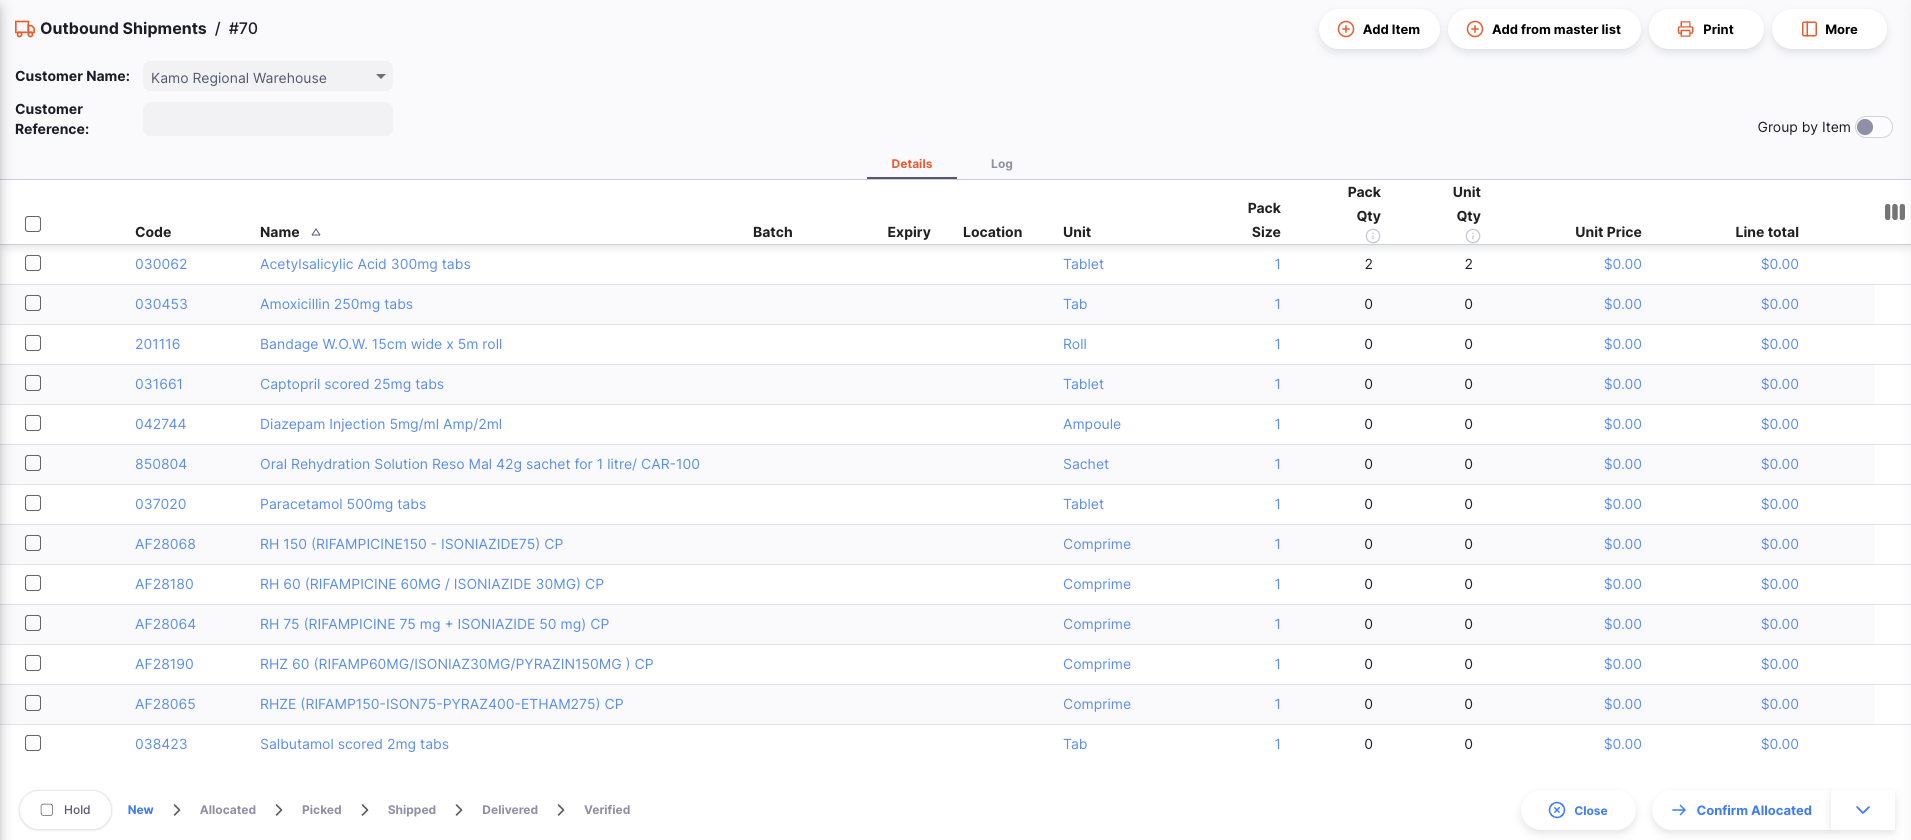 Outbound Shipments / #70
Add Item
Add from master list
Print
More
Customer Name: Kamo Regional Warehouse
Customer
Reference:
Group by Item
Details Log
Code Name Batch Expiry Location Unit Pack Size Pack Qty Unit Qty Unit Price Line total
030062 Acetylsalicylic Acid 300mg tabs Tablet 1 2 2 $0.00 $0.00
030453 Amoxicillin 250mg tabs Tab 1 0 0 $0.00 $0.00
201116 Bandage W.O.W. 15cm wide x 5m roll Roll 1 0 0 $0.00 $0.00
031661 Captopril scored 25mg tabs Tablet 1 0 0 $0.00 $0.00
042744 Diazepam Injection 5mg/ml Amp/2ml Ampoule 1 0 0 $0.00 $0.00
850804 Oral Rehydration Solution Reso Mal 42g sachet for 1 litre/ CAR-100 Sachet 1 0 0 $0.00 $0.00
037020 Paracetamol 500mg tabs Tablet 1 0 0 $0.00 $0.00
AF28068 RH 150 (RIFAMPICINE150 - ISONIAZIDE75) CP Comprime 1 0 0 $0.00 $0.00
AF28180 RH 60 (RIFAMPICINE 60MG / ISONIAZIDE 30MG) CP Comprime 1 0 0 $0.00 $0.00
AF28064 RH 75 (RIFAMPICINE 75 mg + ISONIAZIDE 50 mg) CP Comprime 1 0 0 $0.00 $0.00
AF28190 RHZ 60 (RIFAMP60MG/ISONIAZ30MG/PYRAZIN150MG ) CP Comprime 1 0 0 $0.00 $0.00
AF28065 RHZE (RIFAMP150-ISON75-PYRAZ400-ETHAM275) CP Comprime 1 0 0 $0.00 $0.00
038423 Salbutamol scored 2mg tabs Tab 1 0 0 $0.00 $0.00
Hold New Allocated Picked Shipped Delivered Verified Close Confirm Allocated